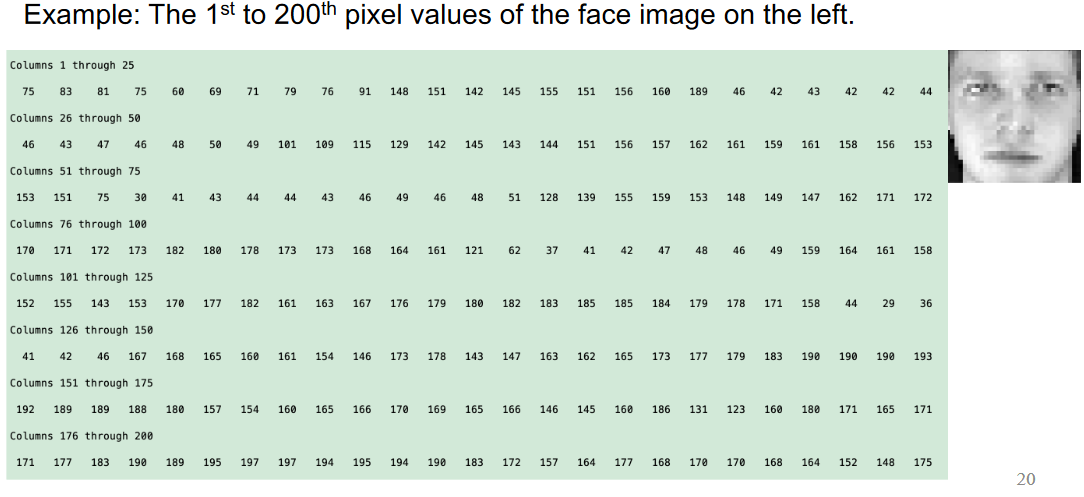 Example: The 1st to 200th pixel values of the face image on the left.
Columns 1 through 25
75 83 81 75 60 69 71 79 76 91 148 151 142 145 155 151 156 160 189 46 42 43 42 42 44
Columns 26 through 50
46 43 47 46 48 50 49 101 109 115 129 142 145 143 144 151 156 157 162 161 159 161 158 156 153
Columns 51 through 75
153 151 75 30 41 43 44 44 43 46 49 46 48 51 128 139 155 159 153 148 149 147 162 171 172
Columns 76 through 100
170 171 172 173 182 180 178 173 173 168 164 161 121 62 37 41 42 47 48 46 49 159 164 161 158
Columns 101 through 125
152 155 143 153 170 177 182 161 163 167 176 179 180 182 183 185 185 184 179 178 171 158 44 29 36
Columns 126 through 150
41 42 46 167 168 165 160 161 154 146 173 178 143 147 163 162 165 173 177 179 183 190 190 190 193
Columns 151 through 175
192 189 189 188 180 157 154 160 165 166 170 169 165 166 146 145 160 186 131 123 160 180 171 165 171
Columns 176 through 200
171 177 183 190 189 195 197 197 194 195 194 190 183 172 157 164 177 168 170 170 168 164 152 148 175
20